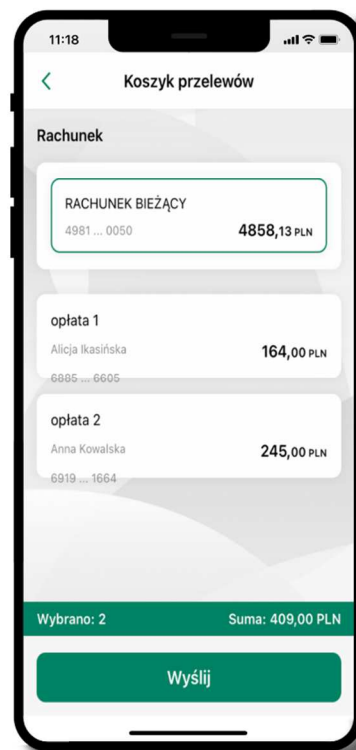 11:18
Koszyk przelewów
Rachunek
RACHUNEK BIEŻĄCY
4981 ... 0050 4858,13 PLN
opłata 1
Alicja Ikasińska 164,00 PLN
6885 ... 6605
opłata 2
Anna Kowalska 245,00 PLN
6919 ... 1664
Wybrano: 2 Suma: 409,00 PLN
Wyślij